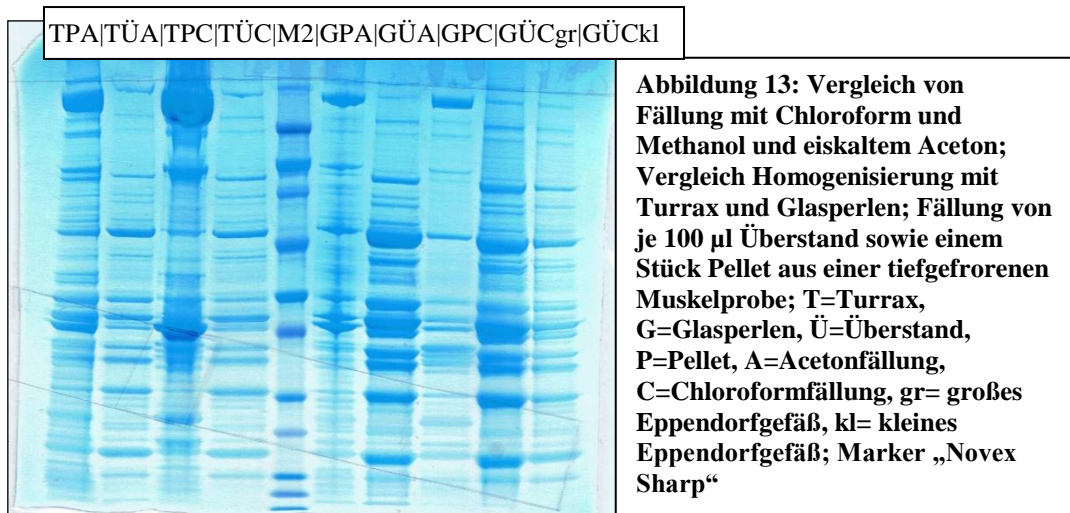 TPA|TÜA|TPC|TÜC|M2|GPA|GÜA|GPC|GÜCgr|GÜCkl
Abbildung 13: Vergleich von
Fällung mit Chloroform und
Methanol und eiskaltem Aceton;
Vergleich Homogenisierung mit
Turrax und Glasperlen; Fällung von
je 100 µl Überstand sowie einem
Stück Pellet aus einer tiefgefrorenen
Muskelprobe; T=Turrax,
G=Glasperlen, Ü=Überstand,
P=Pellet, A=Acetonfällung,
C=Chloroformfällung, gr= großes
Eppendorfgefäß, kl= kleines
Eppendorfgefäß; Marker „Novex
Sharp“